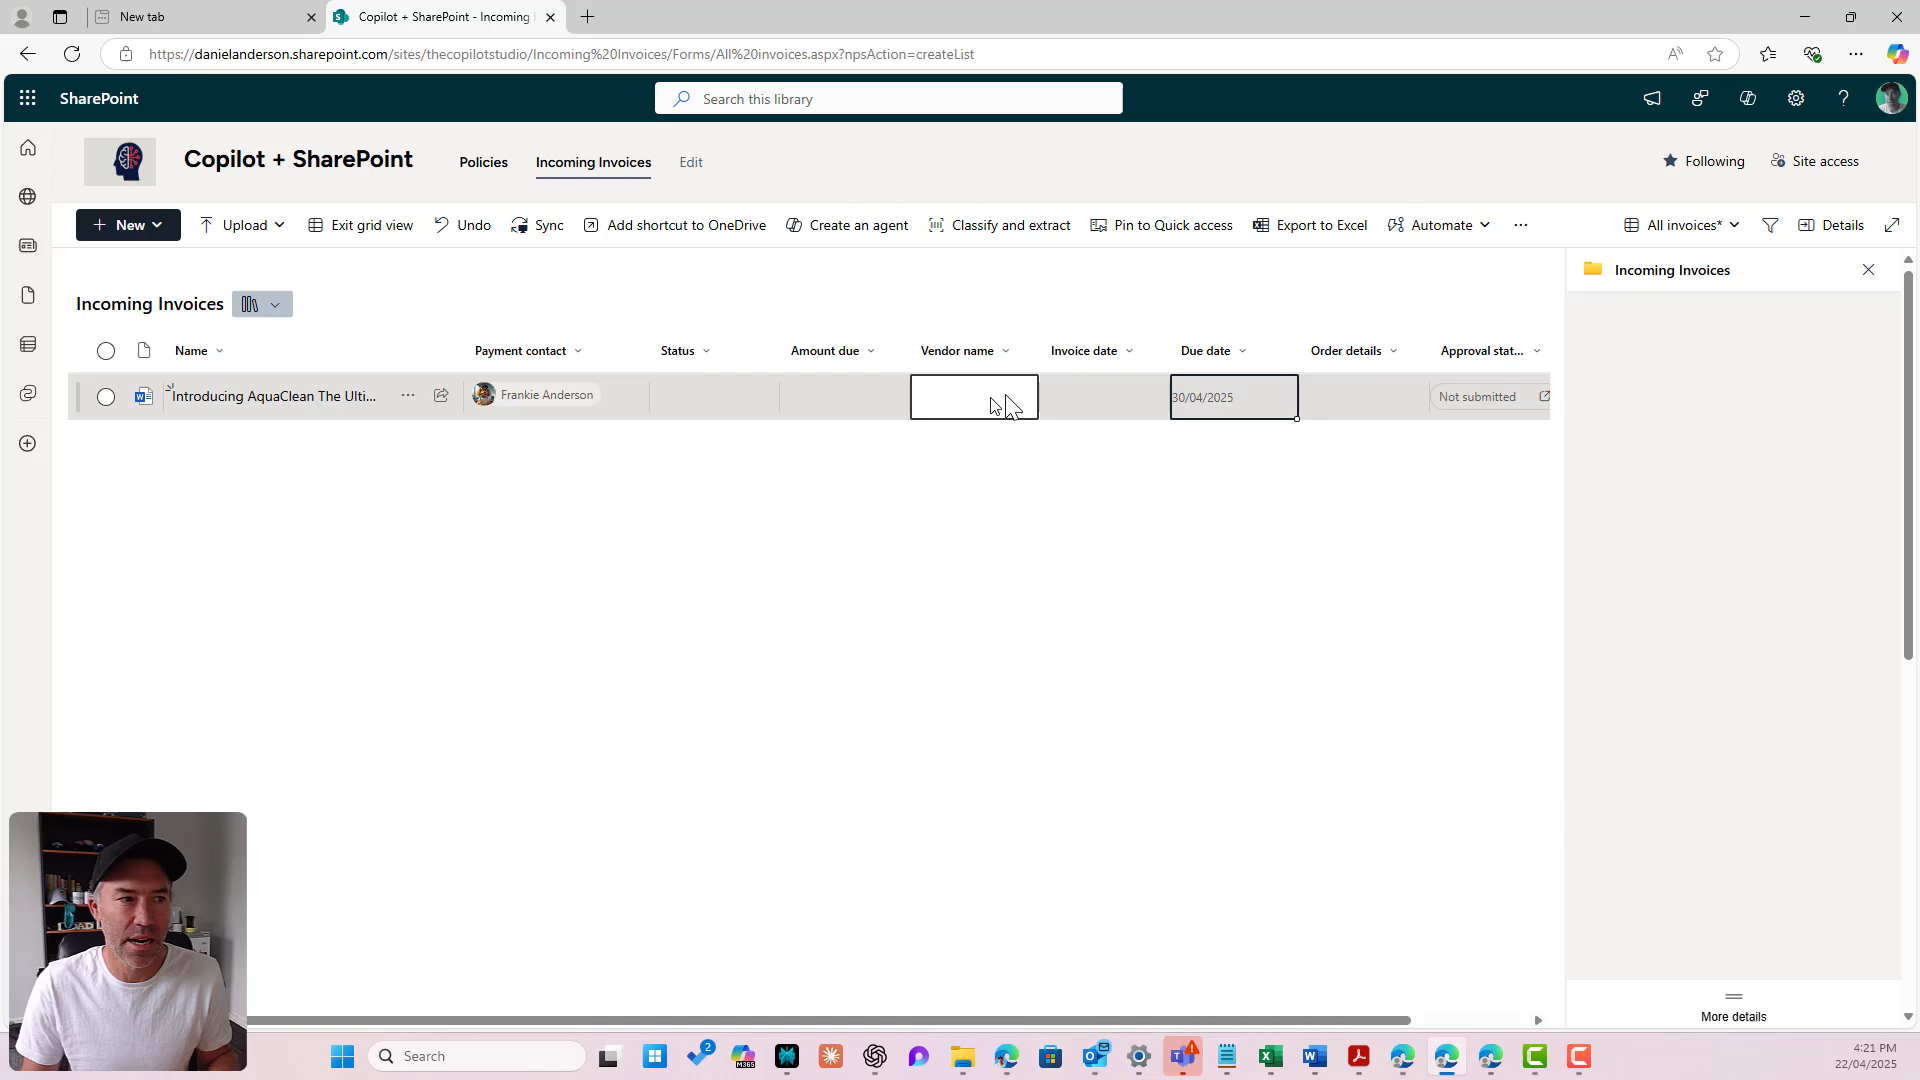 New tab
Copilot + SharePoint - Incoming
https://danielanderson.sharepoint.com/sites/thecopilotstudio/Incoming%20Invoices/Forms/All%20invoices.aspx?npsAction=createList
SharePoint
Search this library
Copilot + SharePoint
Policies
Incoming Invoices
Edit
Following
Site access
New
Upload
Exit grid view
Undo
Sync
Add shortcut to OneDrive
Create an agent
Classify and extract
Pin to Quick access
Export to Excel
Automate
All invoices*
Details
Incoming Invoices
Incoming Invoices
Name
Payment contact
Status
Amount due
Vendor name
Invoice date
Due date
Order details
Approval stat...
Introducing AquaClean The Ulti...
Frankie Anderson
30/04/2025
Not submitted
More details
Search
2
M365
4:21 PM
22/04/2025